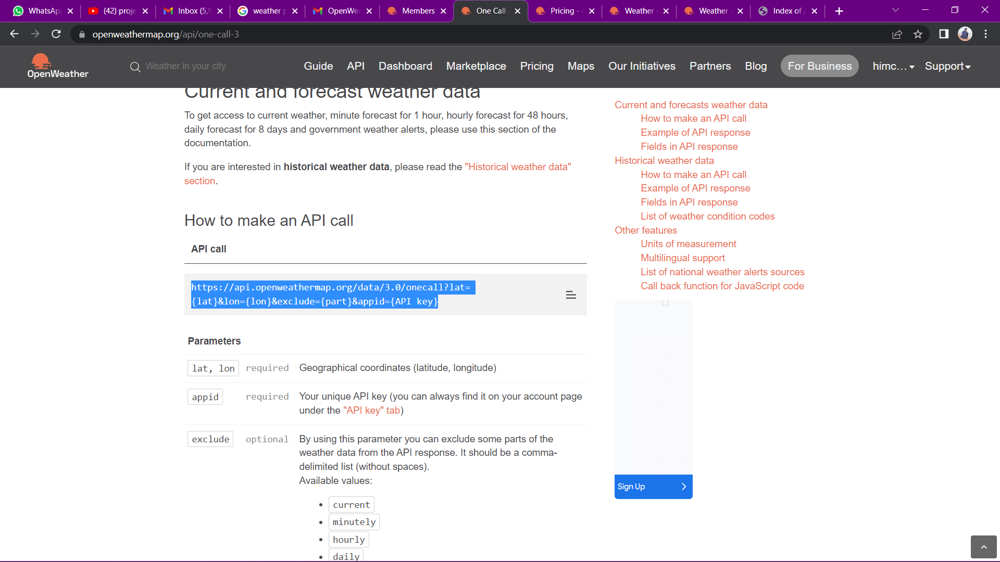 WhatsAp
(42) proje
Inbox (5,9
weather p
OpenWea
Members
One Call
Pricing -
Weather
Weather
Index of /
openweathermap.org/api/one-call-3
OpenWeather
Weather in your city
Guide
API
Dashboard
Marketplace
Pricing
Maps
Our Initiatives
Partners
Blog
For Business
himc...
Support
Current and forecast weather data
To get access to current weather, minute forecast for 1 hour, hourly forecast for 48 hours,
daily forecast for 8 days and government weather alerts, please use this section of the
documentation.
If you are interested in historical weather data, please read the "Historical weather data"
section.
How to make an API call
API call
https://api.openweathermap.org/data/3.0/onecall?lat=
{lat}&lon={lon}&exclude={part}&appid={API key}
Parameters
lat, lon required Geographical coordinates (latitude, longitude)
appid required Your unique API key (you can always find it on your account page
under the "API key" tab)
exclude optional By using this parameter you can exclude some parts of the
weather data from the API response. It should be a comma-
delimited list (without spaces).
Available values:
• current
• minutely
• hourly
• daily
Current and forecasts weather data
How to make an API call
Example of API response
Fields in API response
Historical weather data
How to make an API call
Example of API response
Fields in API response
List of weather condition codes
Other features
Units of measurement
Multilingual support
List of national weather alerts sources
Call back function for JavaScript code
Sign Up